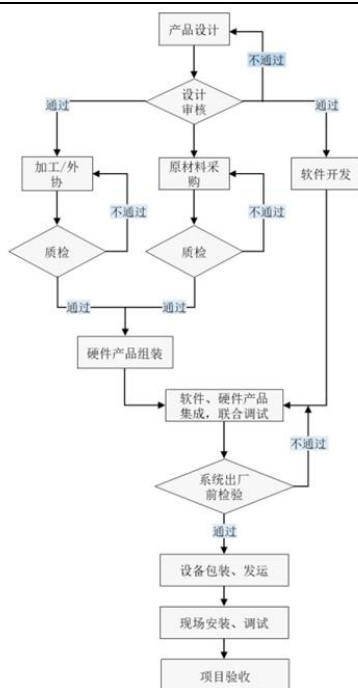 产品设计
不通过
设计
审核
通过
通过
加工/外
协
原材料采
购
软件开发
不通过
不通过
质检
质检
通过
通过
硬件产品组装
软件、硬件产品
集成，联合调试
不通过
系统出厂
前检验
通过
设备包装、发运
现场安装、调试
项目验收